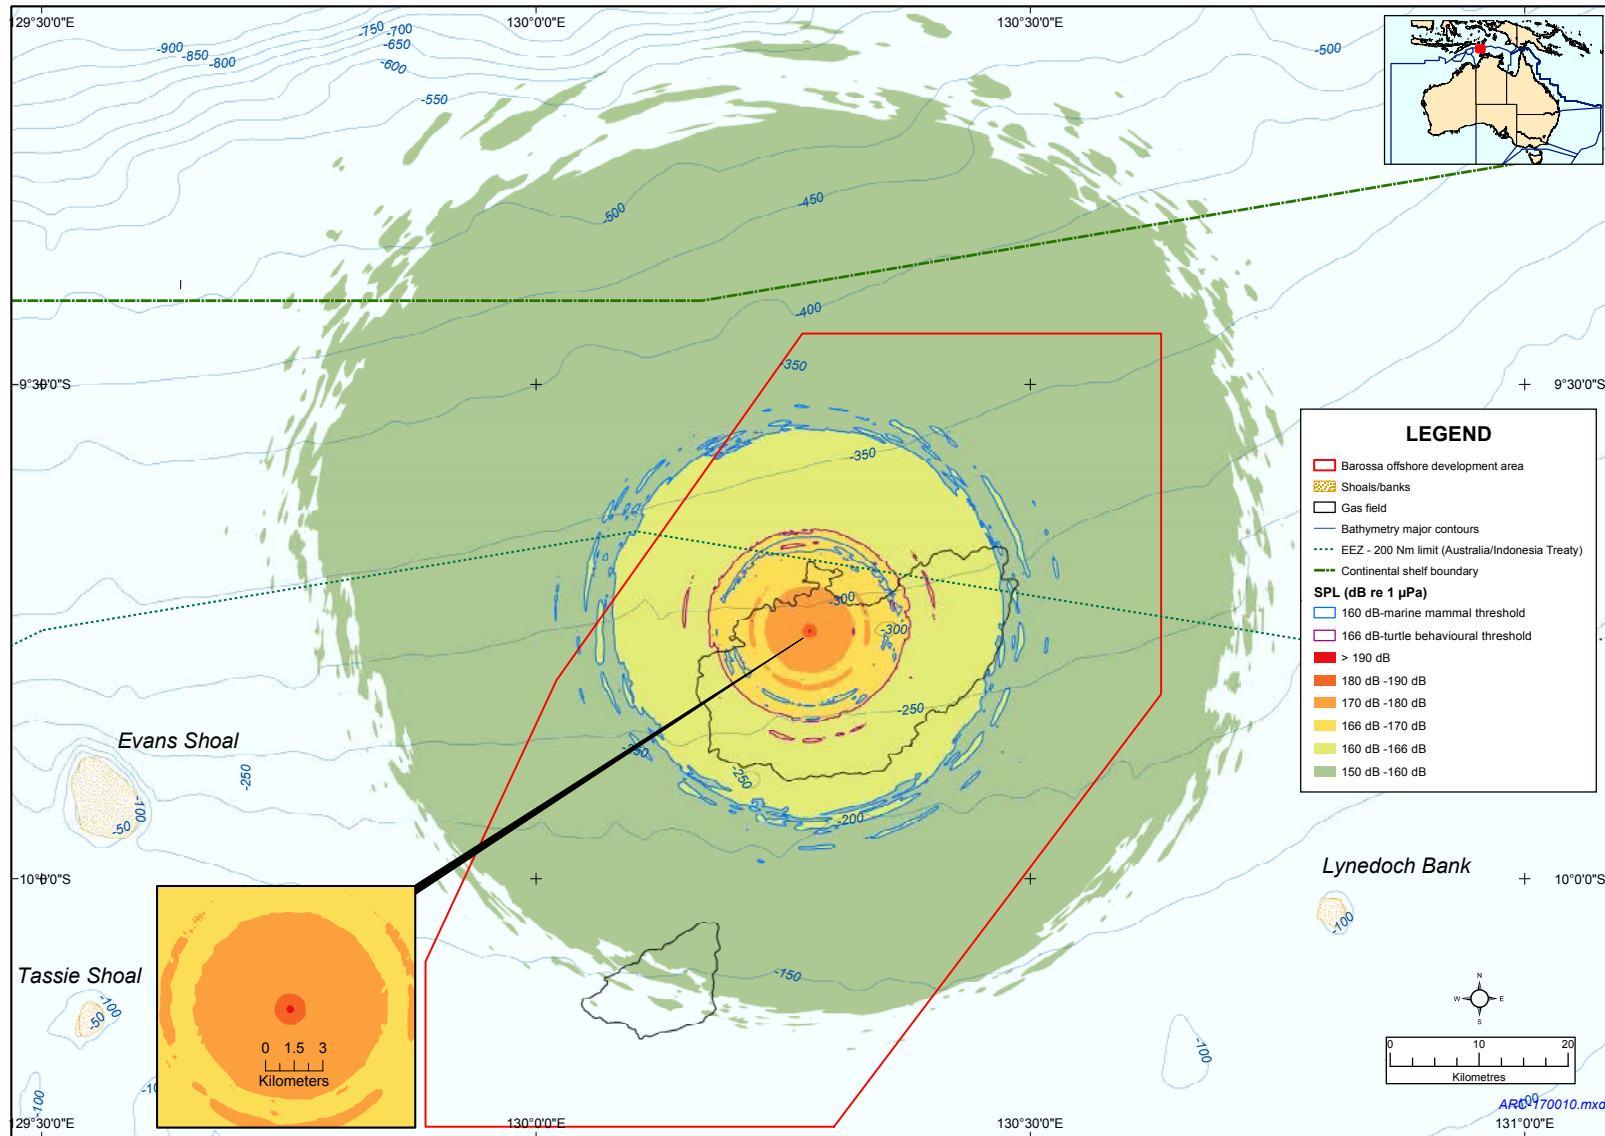 129°30'0"E
130°0'0"E
130°30'0"E
-900
-850
-800
-750
-700
-650
-600
-550
-500
-500
-450
-400
-350
9°30'0"S
9°30'0"S
-350
-300
-300
-250
-250
-200
-250
Evans Shoal
-100
-50
Lynedoch Bank
-100
10°0'0"S
10°0'0"S
Tassie Shoal
-100
-50
-150
-100
-100
LEGEND
Barossa offshore development area
Shoals/banks
Gas field
Bathymetry major contours
EEZ - 200 Nm limit (Australia/Indonesia Treaty)
Continental shelf boundary
SPL (dB re 1 µPa)
160 dB-marine mammal threshold
166 dB-turtle behavioural threshold
> 190 dB
180 dB -190 dB
170 dB -180 dB
166 dB -170 dB
160 dB -166 dB
150 dB -160 dB
0 1.5 3
Kilometers
N
W E
S
0 10 20
Kilometres
ARC-170010.mxd
129°30'0"E
130°0'0"E
130°30'0"E
131°0'0"E